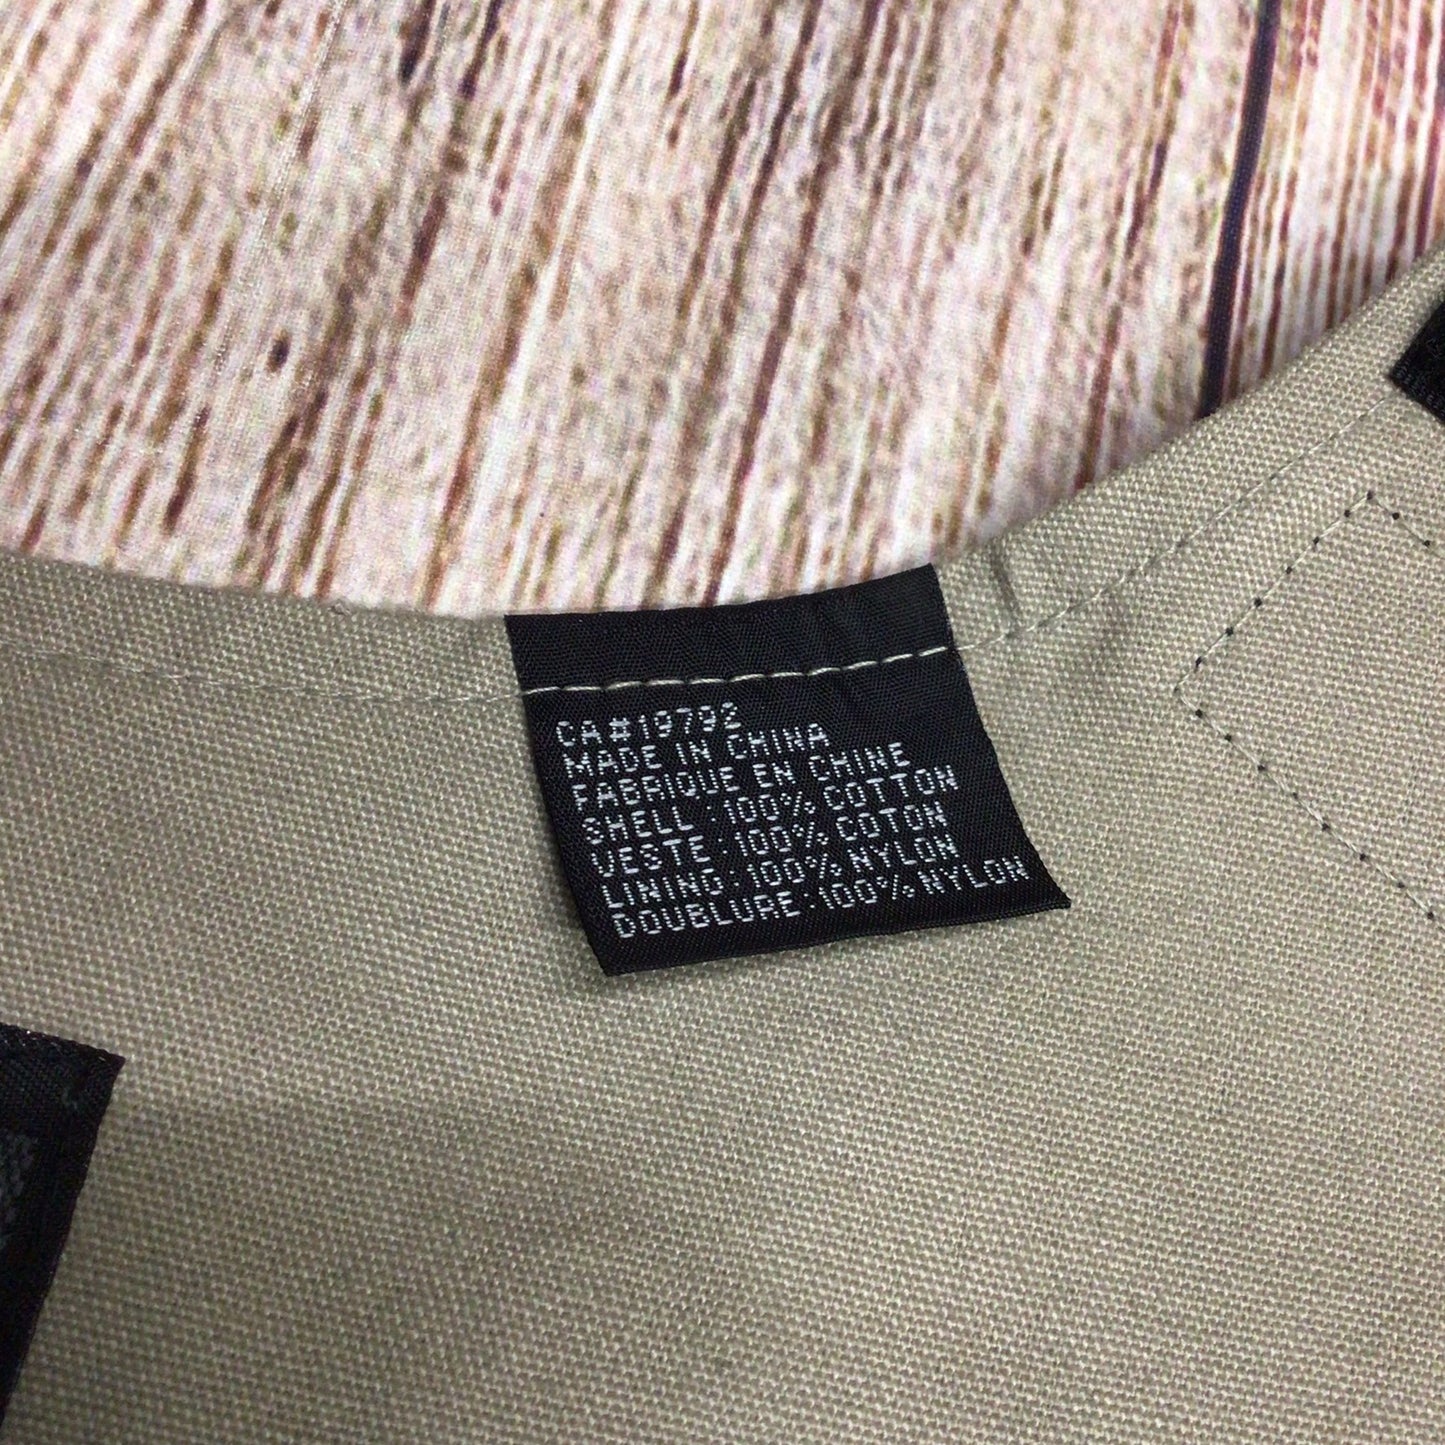 CA#19792
MADE IN CHINA
FABRIQUE EN CHINE
SHELL:100% COTTON
VESTE:100% COTON
LINING:100% NYLON
DOUBLURE:100% NYLON